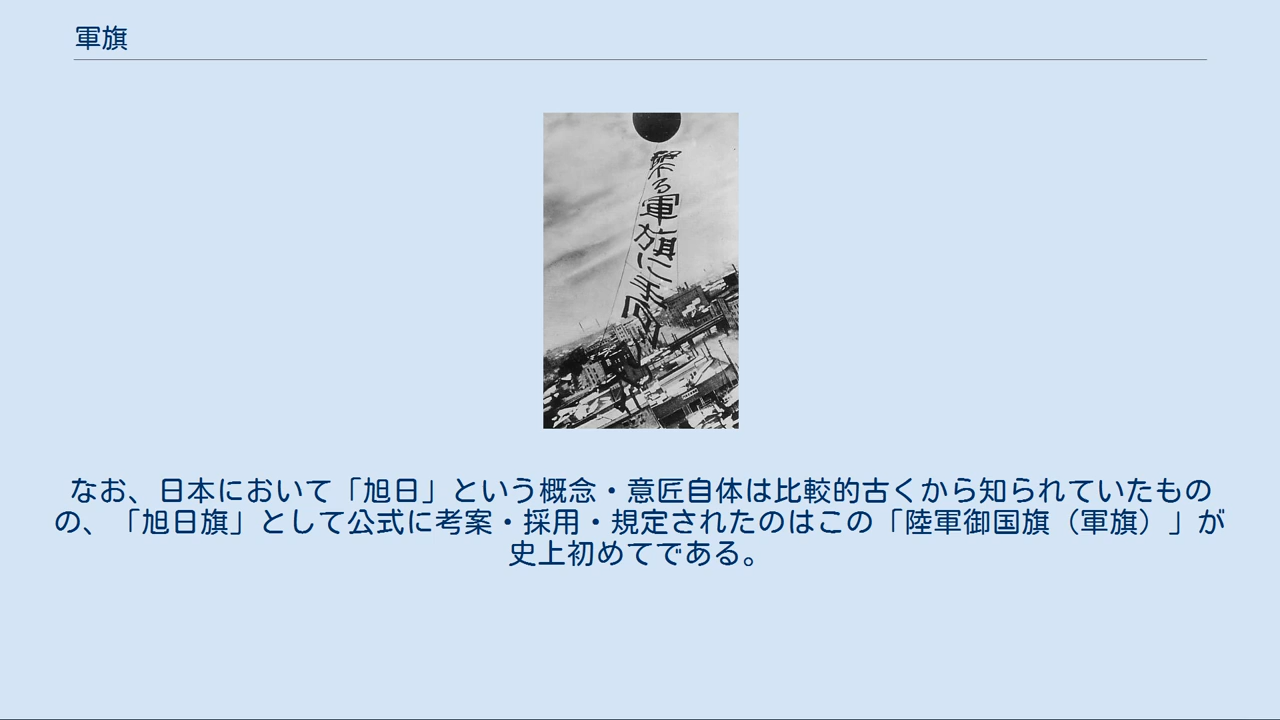 軍旗
下る軍旗に手向
なお、日本において「旭日」という概念・意匠自体は比較的古くから知られていたもの
の、「旭日旗」として公式に考案・採用・規定されたのはこの「陸軍御国旗（軍旗）」が
史上初めてである。